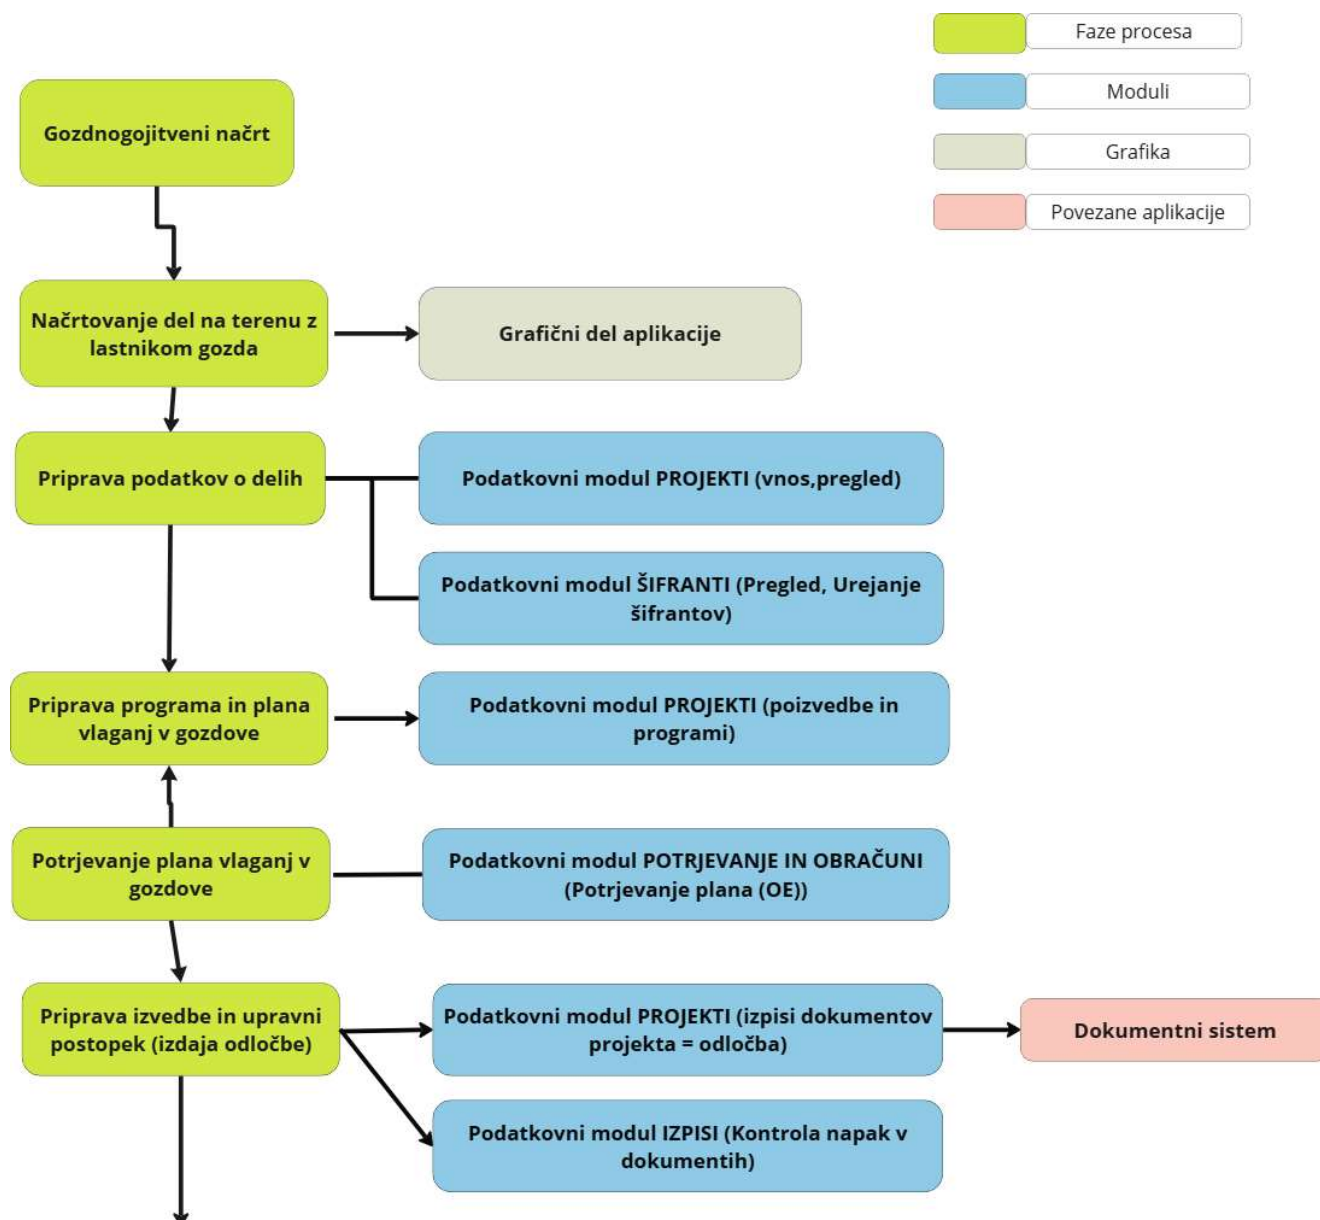 Faze procesa
Moduli
Grafika
Povezane aplikacije
Gozdnogojitveni načrt
Načrtovanje del na terenu z
lastnikom gozda
Grafični del aplikacije
Priprava podatkov o delih
Podatkovni modul PROJEKTI (vnos,pregled)
Podatkovni modul ŠIFRANTI (Pregled, Urejanje
šifrantov)
Priprava programa in plana
vlaganj v gozdove
Podatkovni modul PROJEKTI (poizvedbe in
programi)
Potrjevanje plana vlaganj v
gozdove
Podatkovni modul POTRJEVANJE IN OBRAČUNI
(Potrjevanje plana (OE))
Priprava izvedbe in upravni
postopek (izdaja odločbe)
Podatkovni modul PROJEKTI (izpisi dokumentov
projekta = odločba)
Dokumentni sistem
Podatkovni modul IZPISI (Kontrola napak v
dokumentih)